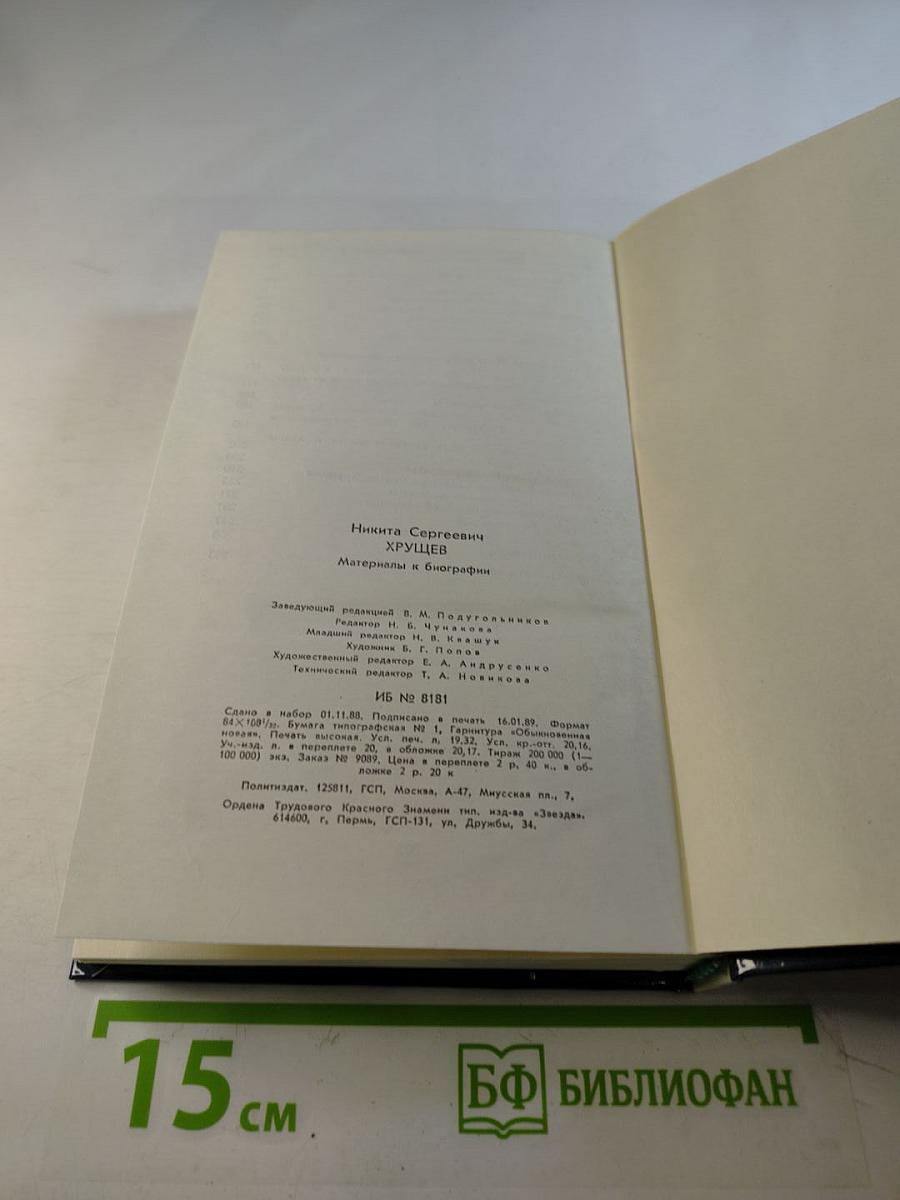 Никита Сергеевич
ХРУЩЕВ
Материалы к биографии
Заведующий редакцией В. М. Подугольников
Редактор Н. Б. Чунакова
Младший редактор Н. В. Квашук
Художник Б. Г. Попов
Художественный редактор Е. А. Андрусенко
Технический редактор Т. А. Новикова
ИБ № 8181
Сдано в набор 01.11.88. Подписано в печать 16.01.89. Формат
84×108¹/₃₂. Бумага типографская № 1. Гарнитура «Обыкновенная
новая». Печать высокая. Усл. печ. л. 19,32. Усл. кр.-отт. 20,16.
Уч.-изд. л. в переплете 20, в обложке 20,17. Тираж 200 000 (1—
100 000) экз. Заказ № 9089. Цена в переплете 2 р. 40 к., в об-
ложке 2 р. 20 к
Политиздат. 125811, ГСП, Москва, А-47, Миусская пл., 7.
Ордена Трудового Красного Знамени тип. изд-ва «Звезда».
614600, г. Пермь, ГСП-131, ул. Дружбы, 34.
15 см
БФ БИБЛИОФАН